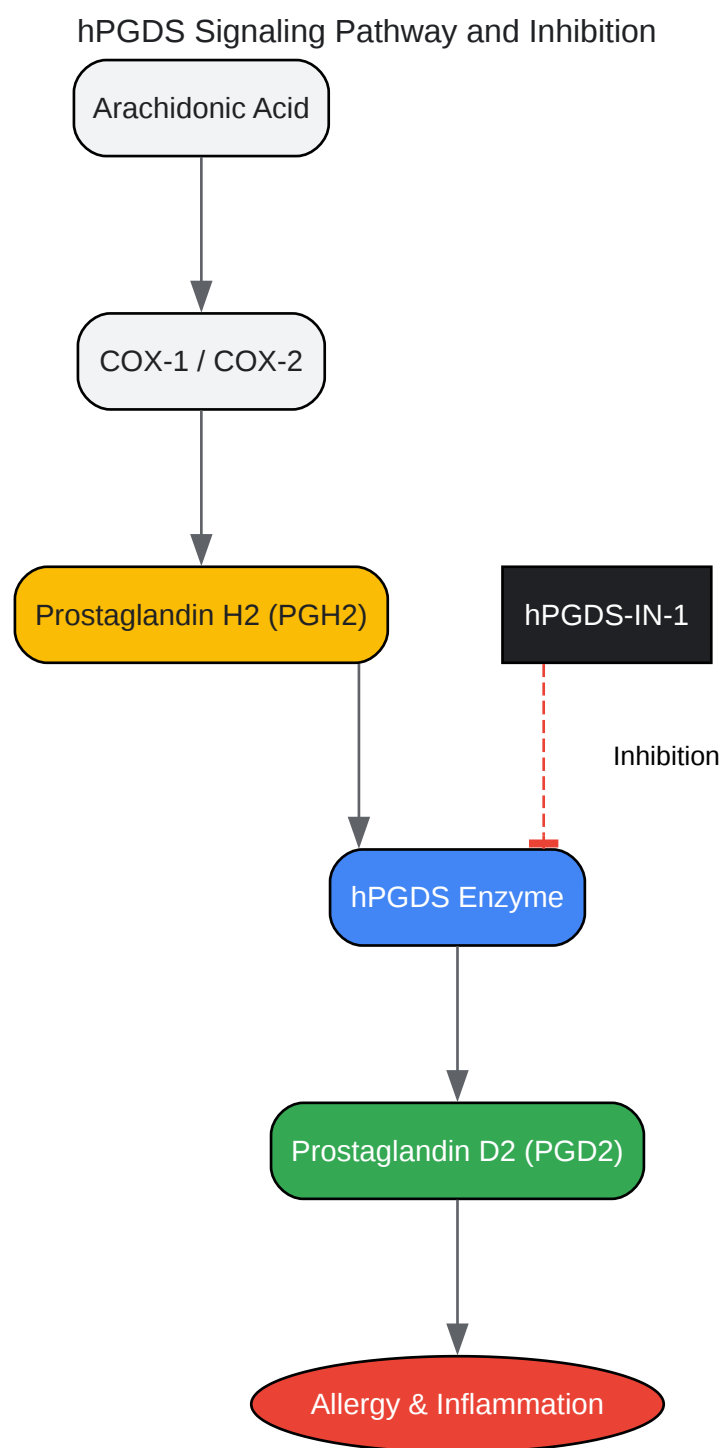 hPGDS Signaling Pathway and Inhibition
Arachidonic Acid
COX-1 / COX-2
Prostaglandin H2 (PGH2)
hPGDS-IN-1
Inhibition
hPGDS Enzyme
Prostaglandin D2 (PGD2)
Allergy & Inflammation